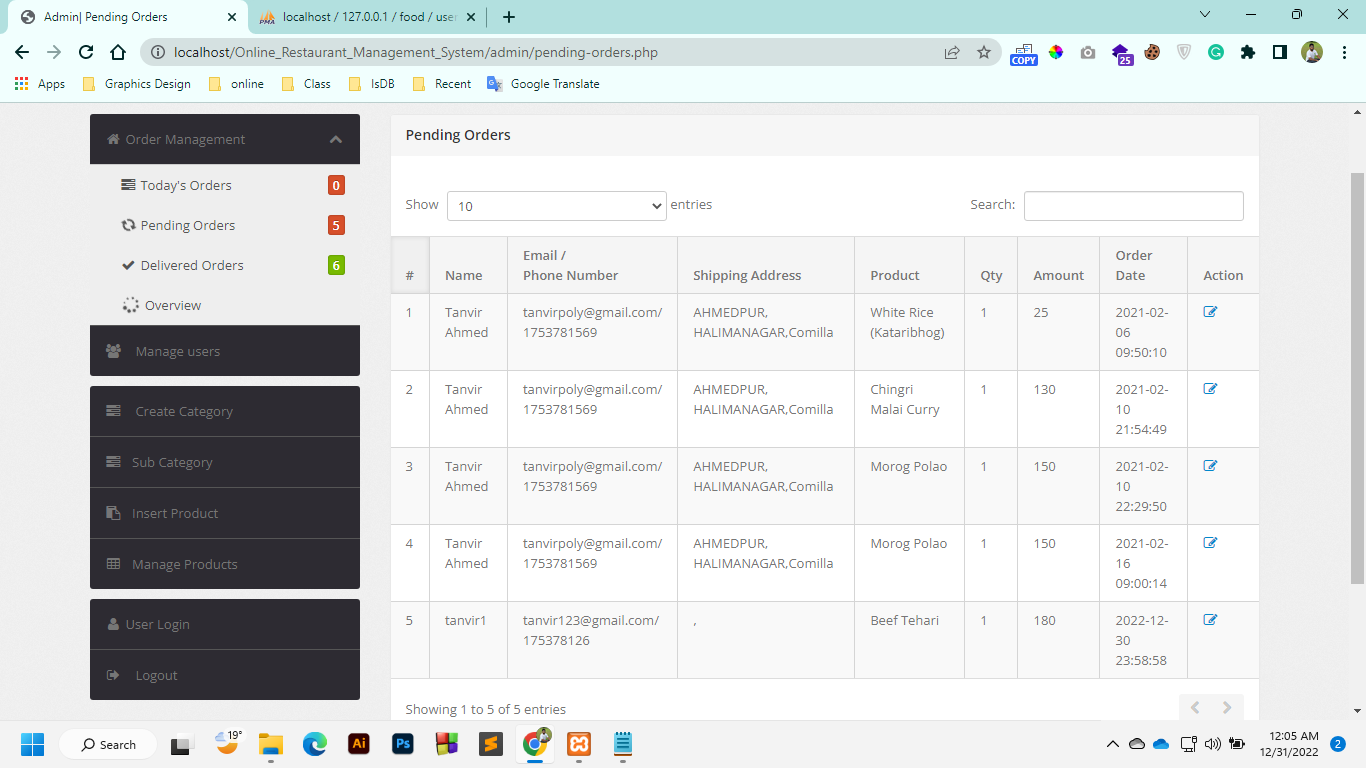 Admin| Pending Orders
localhost / 127.0.0.1 / food / user
localhost/Online_Restaurant_Management_System/admin/pending-orders.php
COPY
25
Apps
Graphics Design
online
Class
IsDB
Recent
Google Translate
Order Management
Today's Orders 0
Pending Orders 5
Delivered Orders 6
Overview
Manage users
Create Category
Sub Category
Insert Product
Manage Products
User Login
Logout
Pending Orders
Show 10 entries
Search:
# Name Email / Phone Number Shipping Address Product Qty Amount Order Date Action
1 Tanvir Ahmed tanvirpoly@gmail.com/ 1753781569 AHMEDPUR, HALIMANAGAR,Comilla White Rice (Kataribhog) 1 25 2021-02-06 09:50:10
2 Tanvir Ahmed tanvirpoly@gmail.com/ 1753781569 AHMEDPUR, HALIMANAGAR,Comilla Chingri Malai Curry 1 130 2021-02-10 21:54:49
3 Tanvir Ahmed tanvirpoly@gmail.com/ 1753781569 AHMEDPUR, HALIMANAGAR,Comilla Morog Polao 1 150 2021-02-10 22:29:50
4 Tanvir Ahmed tanvirpoly@gmail.com/ 1753781569 AHMEDPUR, HALIMANAGAR,Comilla Morog Polao 1 150 2021-02-16 09:00:14
5 tanvir1 tanvir123@gmail.com/ 175378126 , Beef Tehari 1 180 2022-12-30 23:58:58
Showing 1 to 5 of 5 entries
Search
19°
Ai
Ps
12:05 AM
12/31/2022
2